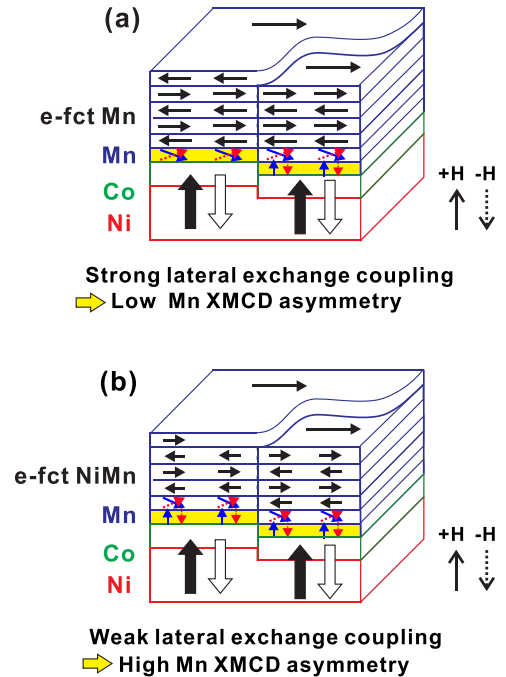 (a)
e-fct Mn
Mn
Co
Ni
+H -H
Strong lateral exchange coupling
Low Mn XMCD asymmetry
(b)
e-fct NiMn
Mn
Co
Ni
+H -H
Weak lateral exchange coupling
High Mn XMCD asymmetry